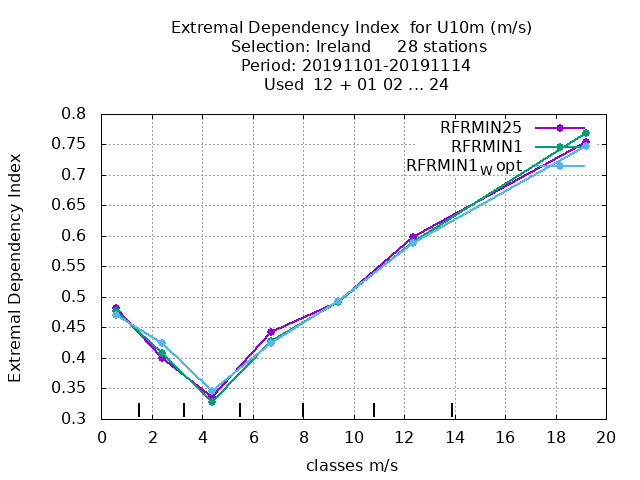 Extremal Dependency Index  for U10m (m/s)
Selection: Ireland     28 stations
Period: 20191101-20191114
Used  12 + 01 02 ... 24
Extremal Dependency Index
0.8
0.75
0.7
0.65
0.6
0.55
0.5
0.45
0.4
0.35
0.3
RFRMIN25
RFRMIN1
RFRMIN1W opt
0 2 4 6 8 10 12 14 16 18 20
classes m/s